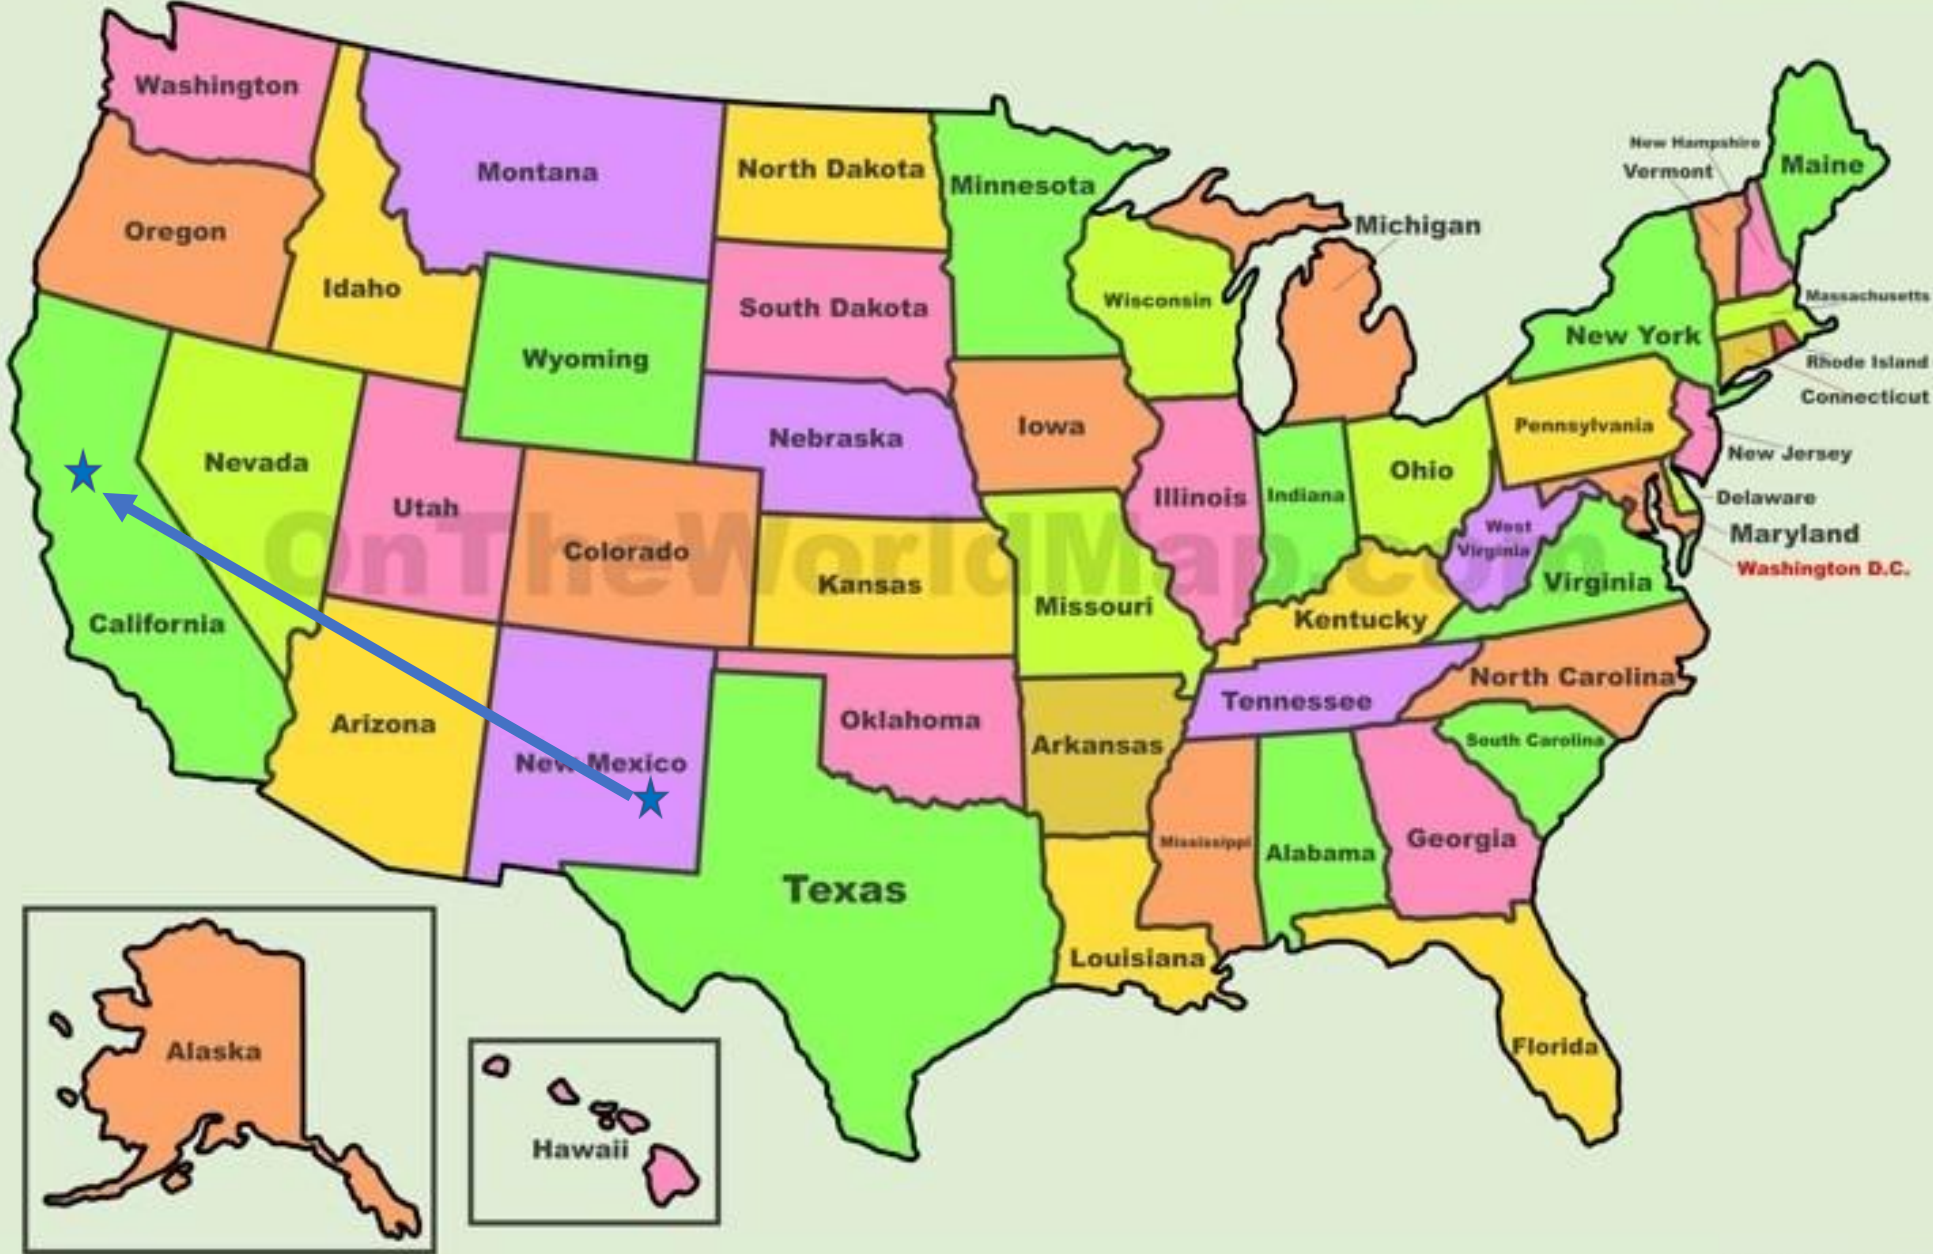 Washington
Montana
North Dakota
Minnesota
New Hampshire
Vermont
Maine
Oregon
Idaho
Michigan
Wyoming
South Dakota
Wisconsin
Massachusetts
New York
Rhode Island
Connecticut
Nevada
Utah
Nebraska
Iowa
Illinois
Indiana
Ohio
Pennsylvania
New Jersey
Delaware
Maryland
Washington D.C.
West
Virginia
Virginia
OnTheWorldMap.com
Colorado
Kansas
Missouri
Kentucky
California
Arizona
New Mexico
Oklahoma
Arkansas
Tennessee
North Carolina
South Carolina
Mississippi
Alabama
Georgia
Texas
Louisiana
Florida
Alaska
Hawaii